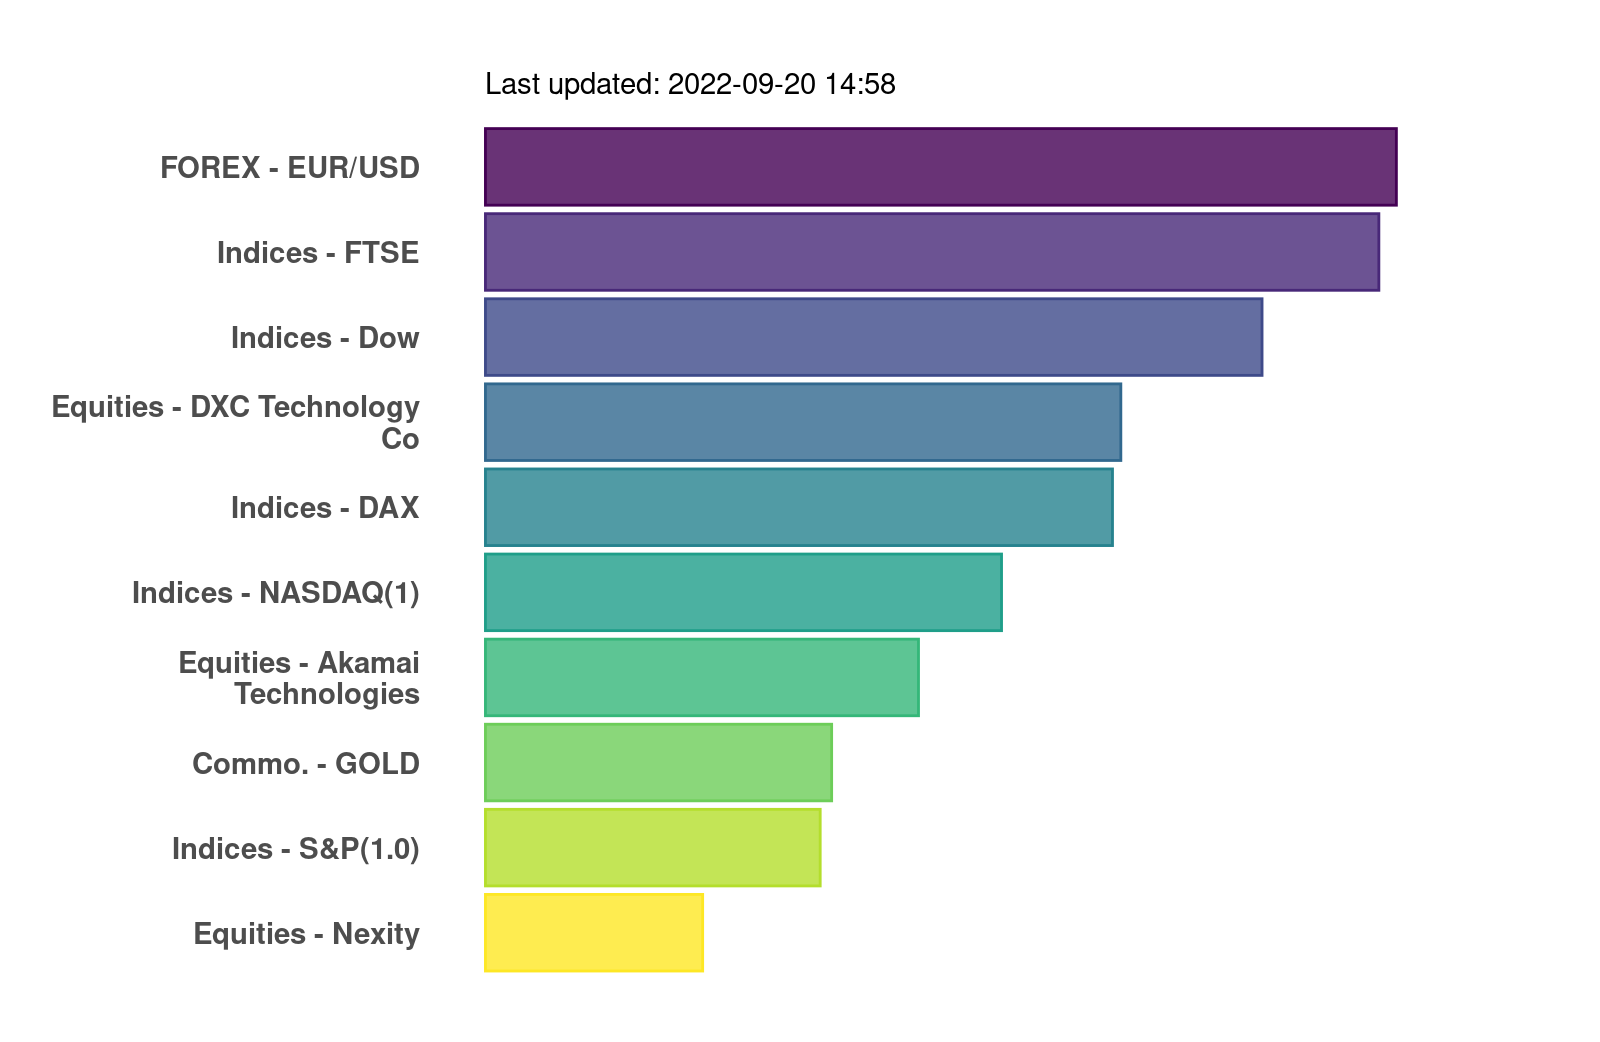 Last updated: 2022-09-20 14:58
FOREX - EUR/USD
Indices - FTSE
Indices - Dow
Equities - DXC Technology
Co
Indices - DAX
Indices - NASDAQ(1)
Equities - Akamai
Technologies
Commo. - GOLD
Indices - S&P(1.0)
Equities - Nexity